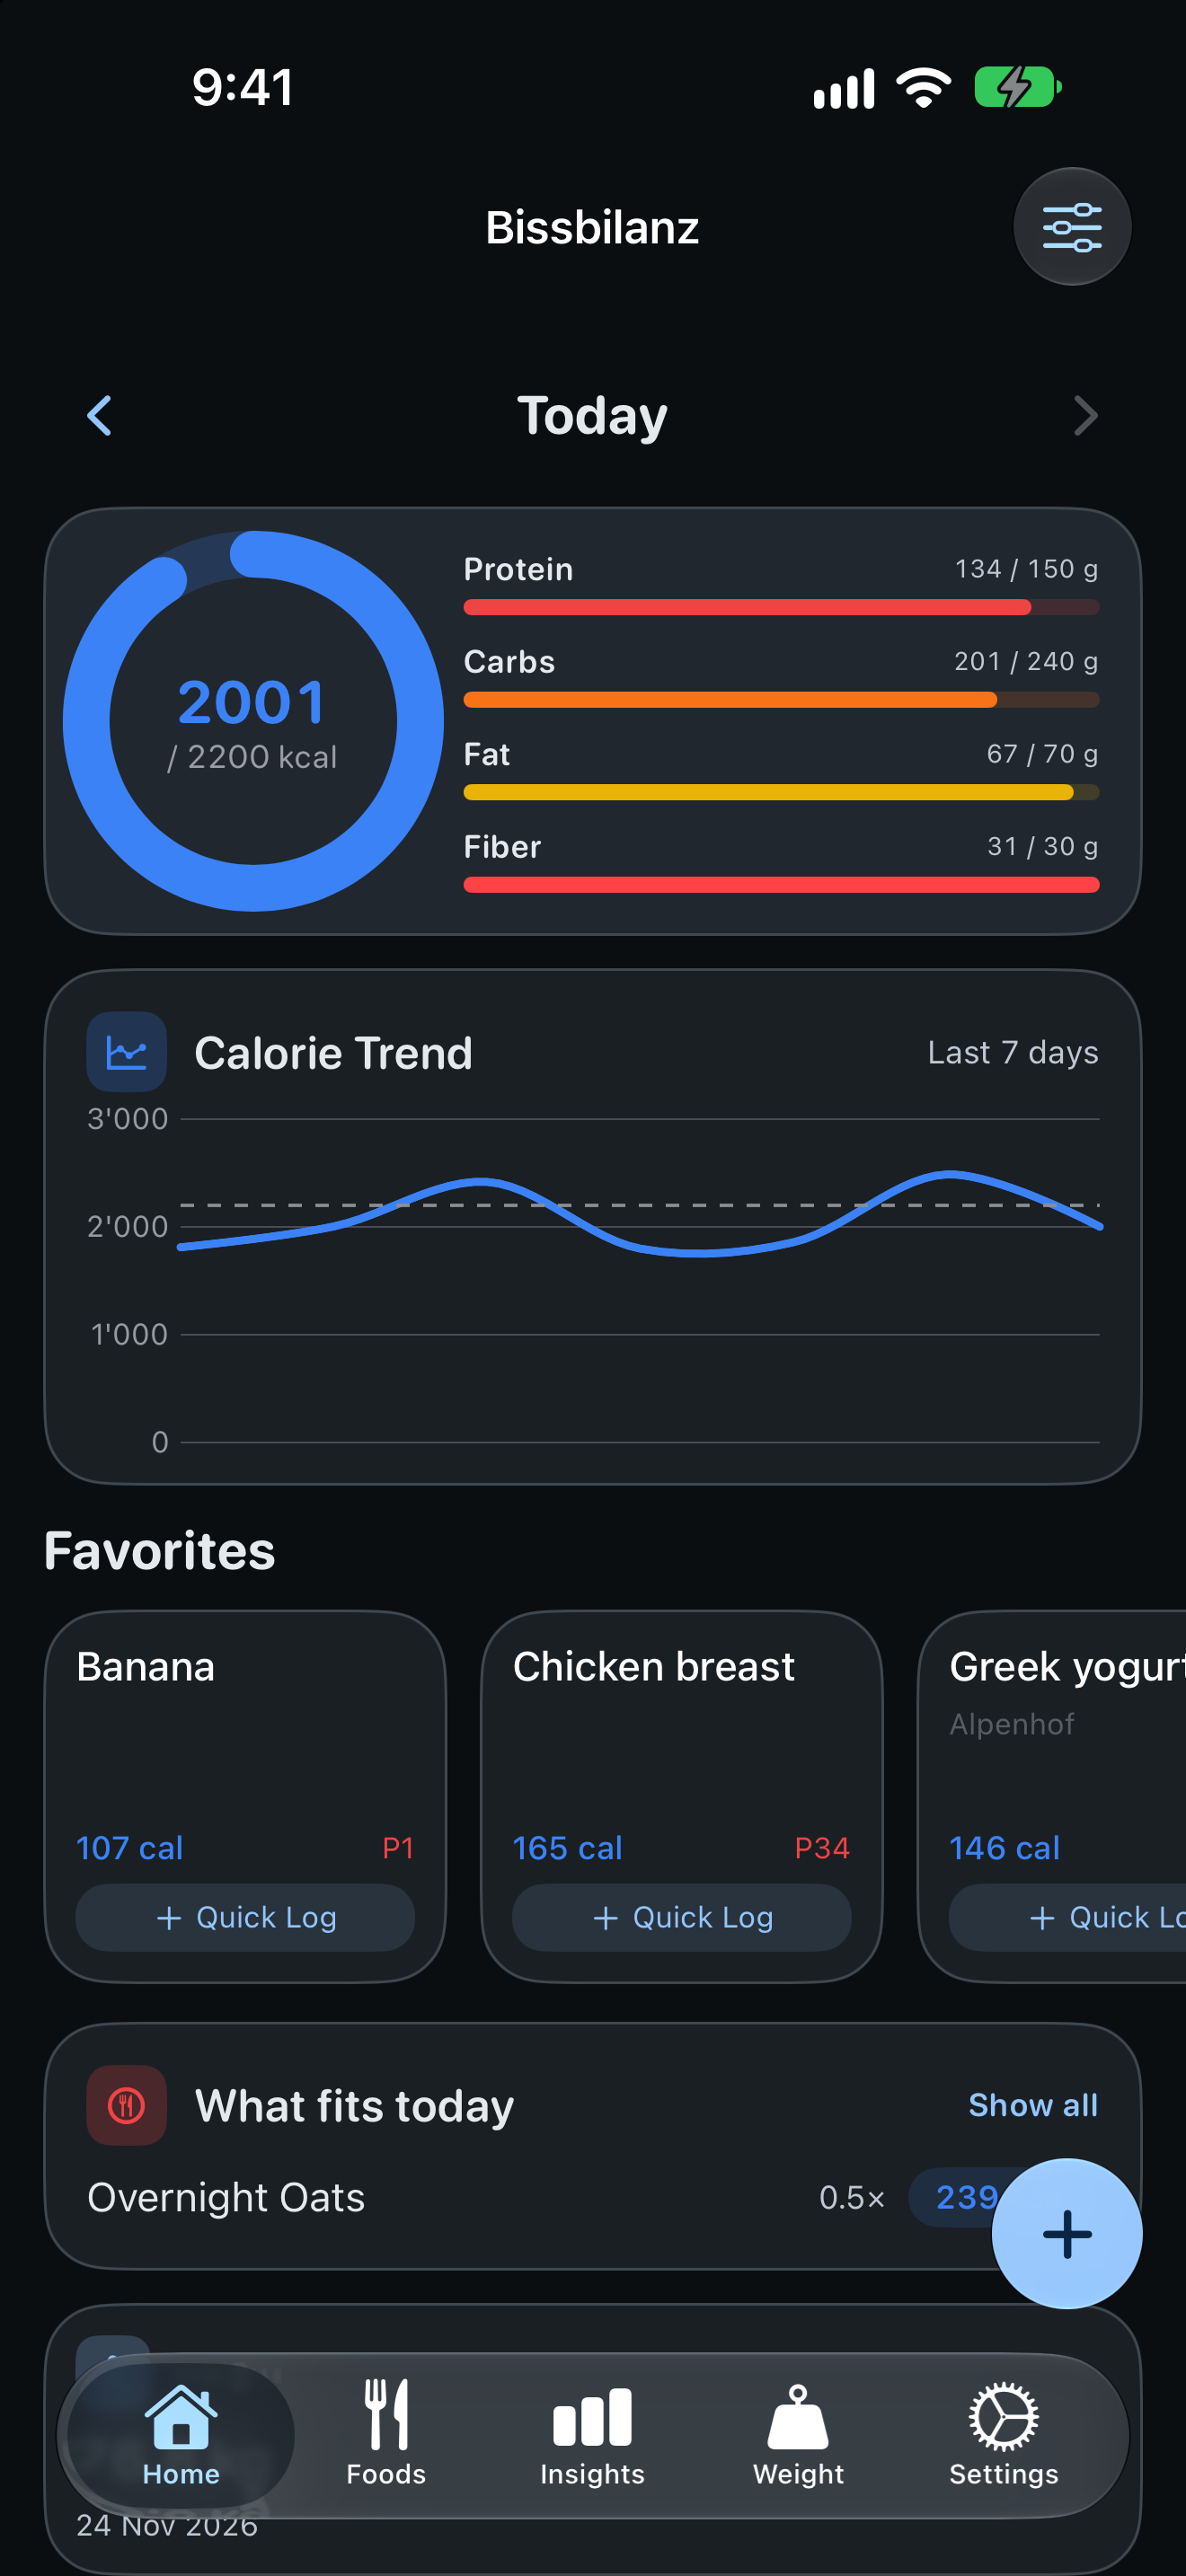 9:41
Bissbilanz
Today
2001
/ 2200 kcal
Protein 134 / 150 g
Carbs 201 / 240 g
Fat 67 / 70 g
Fiber 31 / 30 g
Calorie Trend Last 7 days
3'000
2'000
1'000
0
Favorites
Banana
107 cal P1
+ Quick Log
Chicken breast
165 cal P34
+ Quick Log
Greek yogurt
Alpenhof
146 cal
+ Quick
What fits today Show all
Overnight Oats 0.5× 239
Home Foods Insights Weight Settings
24 Nov 2026